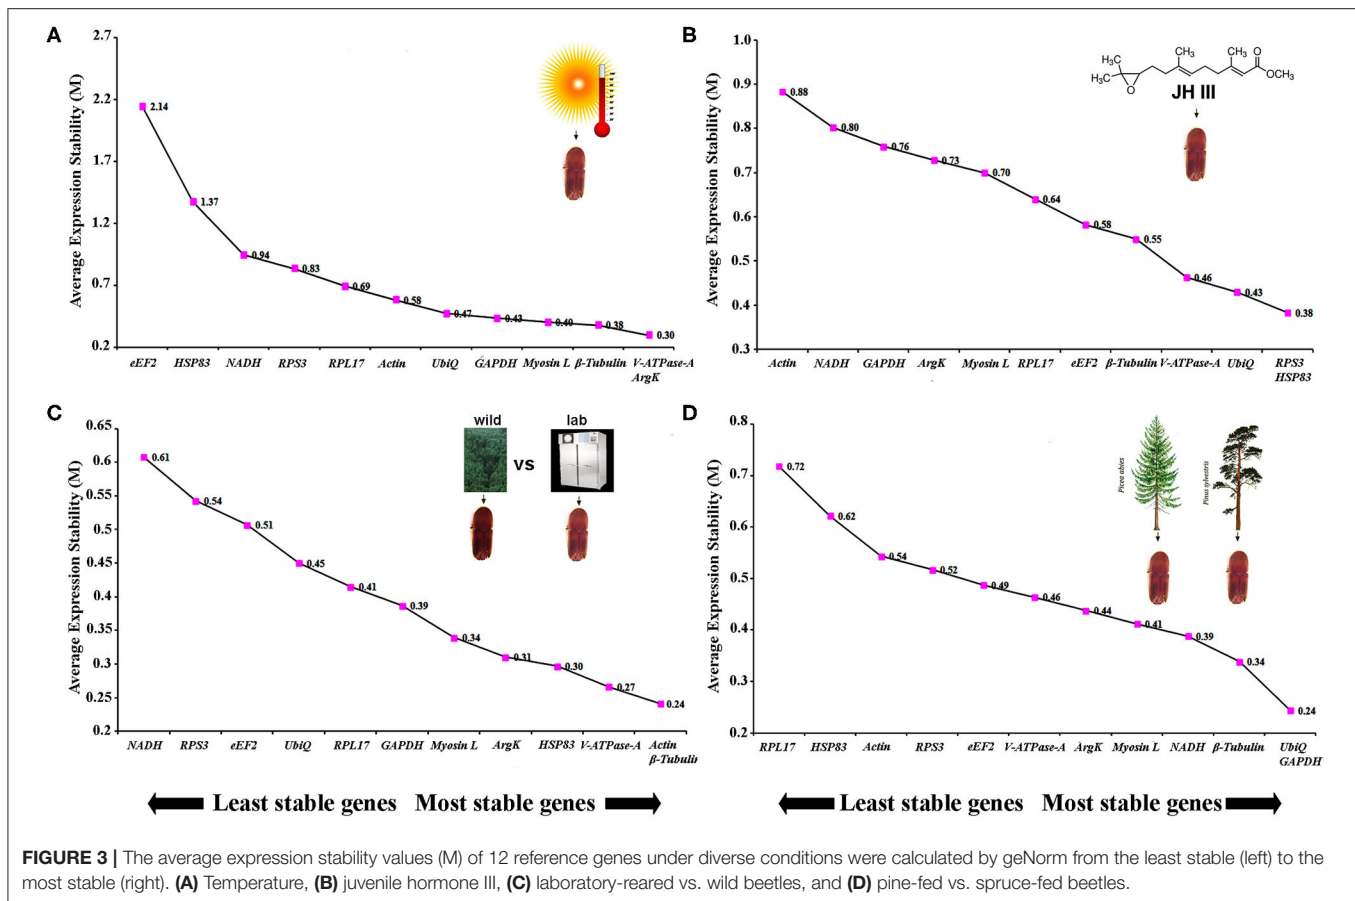 A
Average Expression Stability (M)
2.7
2.2
1.7
1.2
0.7
0.2
2.14
1.37
0.94
0.83
0.69
0.58
0.47
0.43
0.40
0.38
0.30
eEF2 HSP83 NADH RPS3 RPL17 Actin UbiQ GAPDH Myosin L β-Tubulin V-ATPase-A
ArgK
B
Average Expression Stability (M)
1.0
0.9
0.8
0.7
0.6
0.5
0.4
0.3
CH₃ CH₃ O
H₃C
H₃C
O
OCH₃
JH III
0.88
0.80
0.76
0.73
0.70
0.64
0.58
0.55
0.46
0.43
0.38
Actin NADH GAPDH ArgK Myosin L RPL17 eEF2 β-Tubulin V-ATPase-A UbiQ RPS3
HSP83
C
Average Expression Stability (M)
0.65
0.6
0.55
0.5
0.45
0.4
0.35
0.3
0.25
0.2
wild
vs
lab
0.61
0.54
0.51
0.45
0.41
0.39
0.34
0.31
0.30
0.27
0.24
NADH RPS3 eEF2 UbiQ RPL17 GAPDH Myosin L ArgK HSP83 V-ATPase-A Actin
β-Tubulin
Least stable genes Most stable genes
D
Average Expression Stability (M)
0.8
0.7
0.6
0.5
0.4
0.3
0.2
Picea abies
Pinus sylvestris
0.72
0.62
0.54
0.52
0.49
0.46
0.44
0.41
0.39
0.34
0.24
RPL17 HSP83 Actin RPS3 eEF2 V-ATPase-A ArgK Myosin L NADH β-Tubulin UbiQ
GAPDH
Least stable genes Most stable genes
FIGURE 3 | The average expression stability values (M) of 12 reference genes under diverse conditions were calculated by geNorm from the least stable (left) to the
most stable (right). (A) Temperature, (B) juvenile hormone III, (C) laboratory-reared vs. wild beetles, and (D) pine-fed vs. spruce-fed beetles.